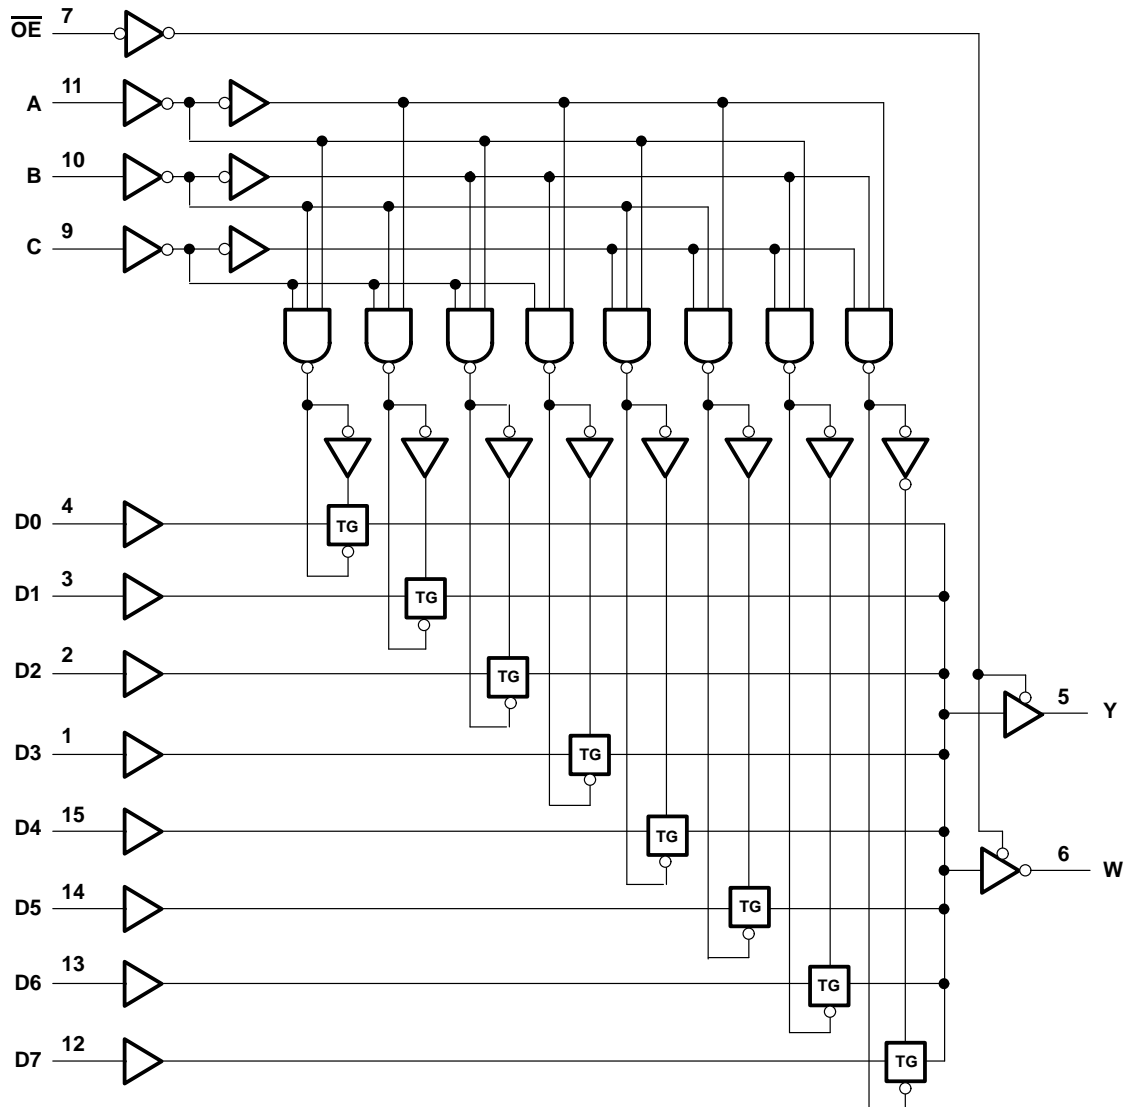 OE 7
A 11
B 10
C 9
D0 4 TG
D1 3 TG
D2 2 TG
5 Y
D3 1 TG
D4 15 TG
6 W
D5 14 TG
D6 13 TG
D7 12 TG